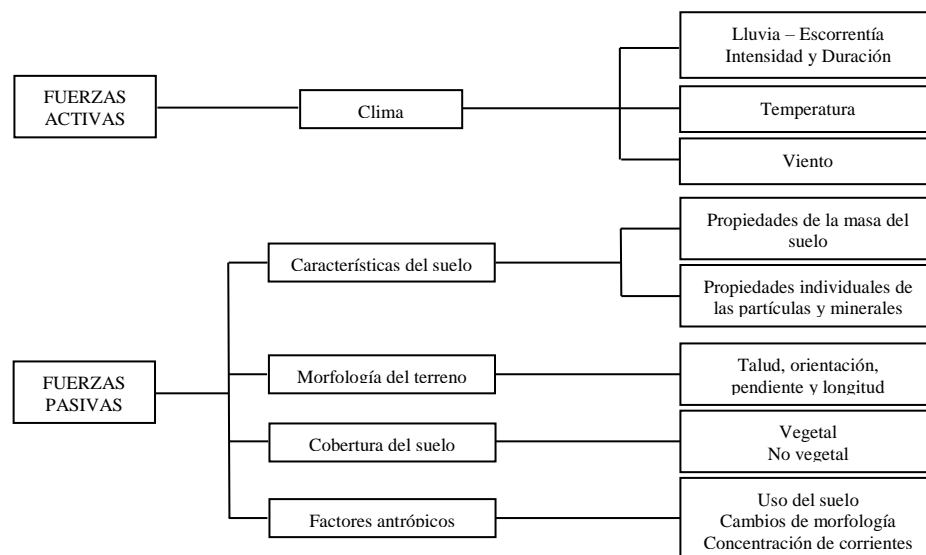 Lluvia – Escorrentía
Intensidad y Duración
FUERZAS
ACTIVAS
Clima
Temperatura
Viento
Propiedades de la masa del
suelo
Características del suelo
Propiedades individuales de
las partículas y minerales
Morfología del terreno
Talud, orientación,
pendiente y longitud
FUERZAS
PASIVAS
Cobertura del suelo
Vegetal
No vegetal
Factores antrópicos
Uso del suelo
Cambios de morfología
Concentración de corrientes